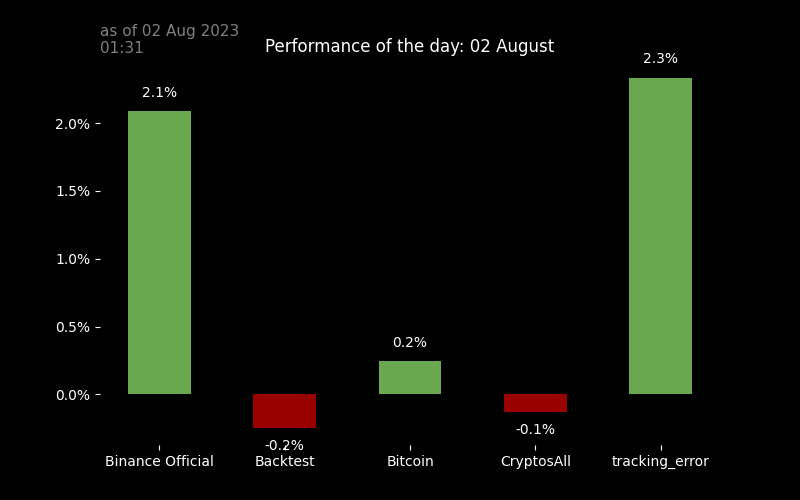 as of 02 Aug 2023
01:31
Performance of the day: 02 August
2.3%
2.1%
2.0%
1.5%
1.0%
0.5%
0.2%
0.0%
-0.1%
-0.2%
Binance Official
Backtest
Bitcoin
CryptosAll
tracking_error